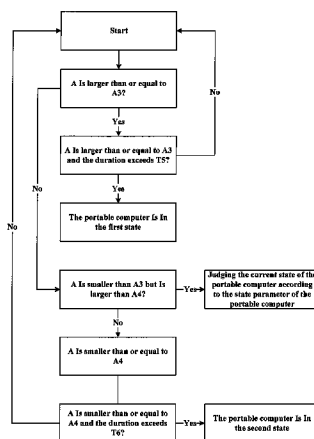 Start
A Is larger than or equal to
A3?
No
Yes
A Is larger than or equal to A3
and the duration exceeds T5?
No
Yes
No
The portable computer Is In
the first state
A Is smaller than A3 but Is
larger than A4?
Yes
Judging the current state of the
portable computer according
to the state parameter of the
portable computer
No
A Is smaller than or equal to
A4
A Is smaller than or equal to
A4 and the duration exceeds
T6?
Yes
The portable computer Is In
the second state